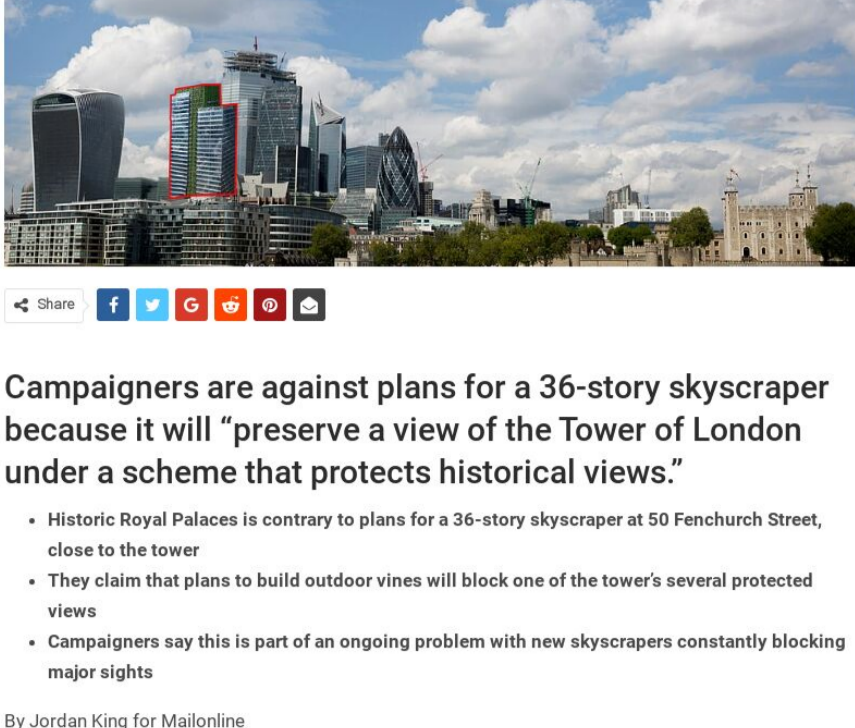 Share
Campaigners are against plans for a 36-story skyscraper
because it will “preserve a view of the Tower of London
under a scheme that protects historical views.”
• Historic Royal Palaces is contrary to plans for a 36-story skyscraper at 50 Fenchurch Street,
close to the tower
• They claim that plans to build outdoor vines will block one of the tower’s several protected
views
• Campaigners say this is part of an ongoing problem with new skyscrapers constantly blocking
major sights
By Jordan King for Mailonline